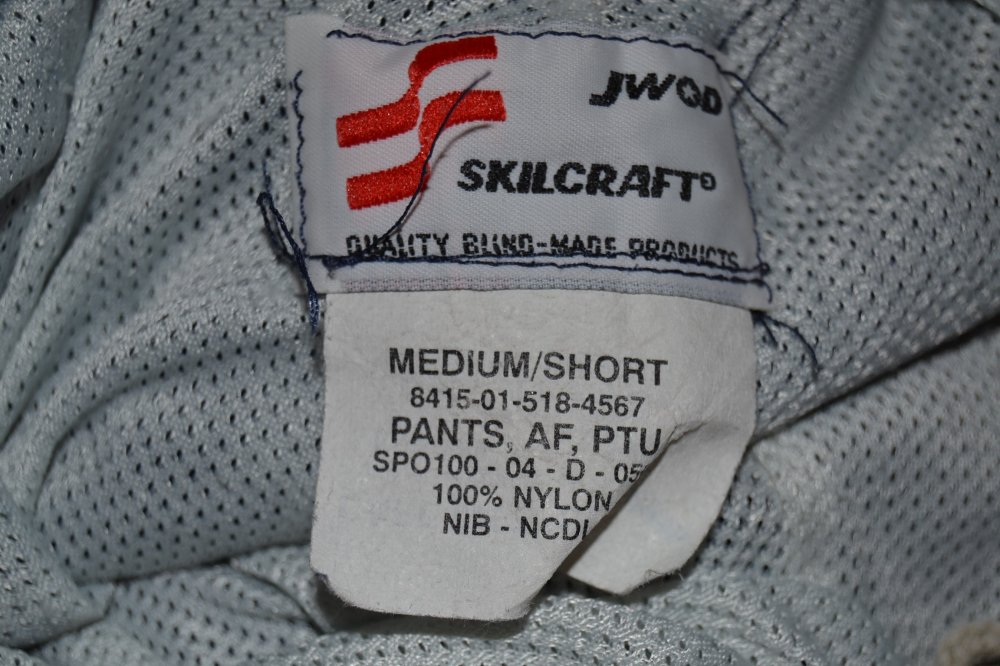 JWOD
SKILCRAFT®
QUALITY BLIND-MADE PRODUCTS
MEDIUM/SHORT
8415-01-518-4567
PANTS, AF, PTU
SPO100 - 04 - D - 05
100% NYLON
NIB - NCDI